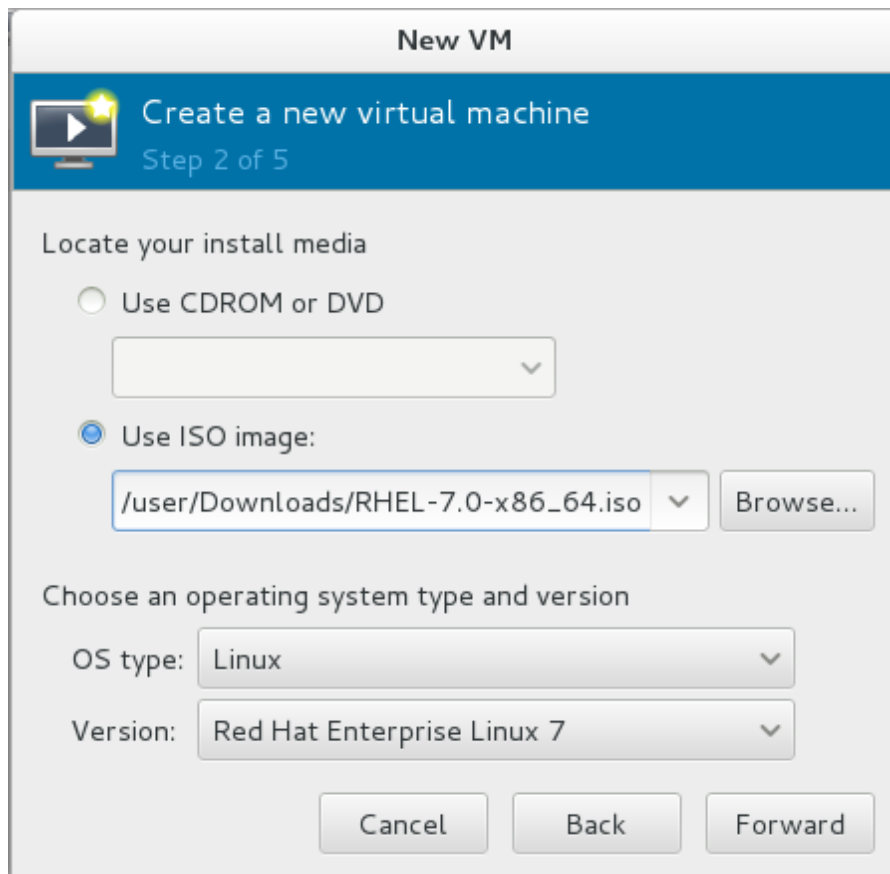 New VM
Create a new virtual machine
Step 2 of 5
Locate your install media
Use CDROM or DVD
Use ISO image:
/user/Downloads/RHEL-7.0-x86_64.iso Browse...
Choose an operating system type and version
OS type: Linux
Version: Red Hat Enterprise Linux 7
Cancel Back Forward